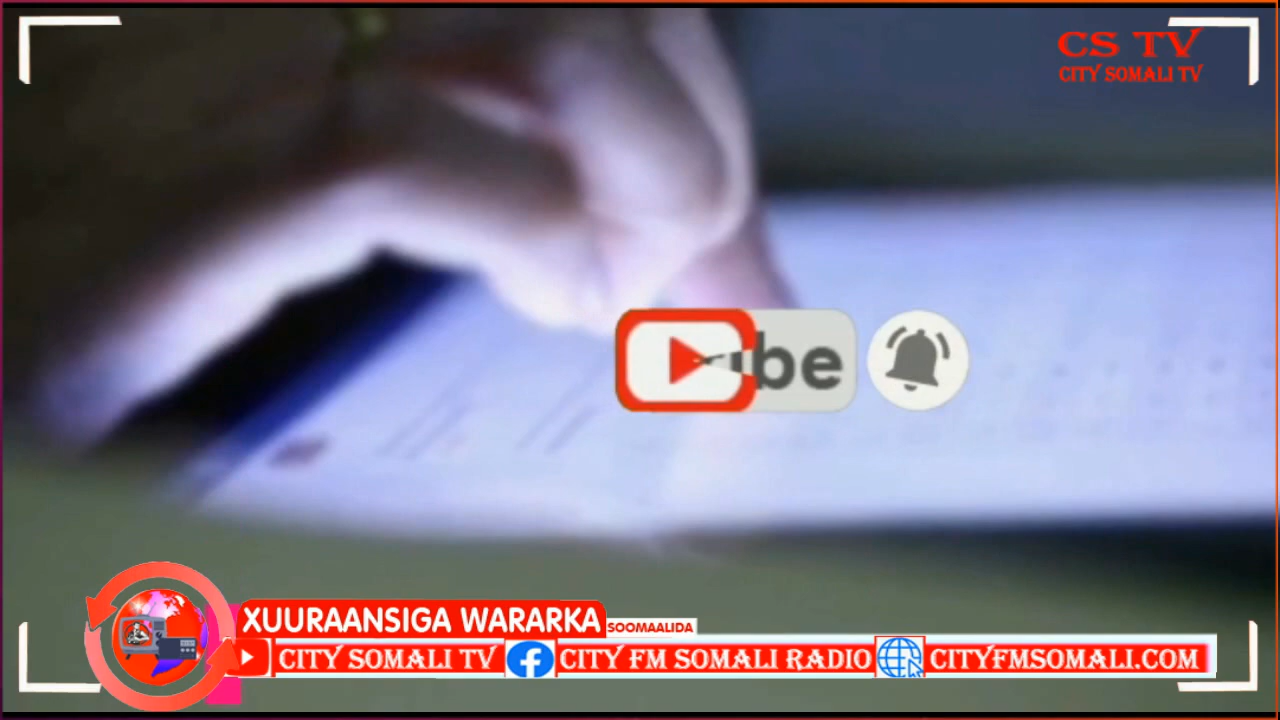 CS TV
CITY SOMALI TV
be
XUURAANSIGA WARARKA
SOOMAALIDA
CITY SOMALI TV CITY FM SOMALI RADIO CITYFMSOMALI.COM